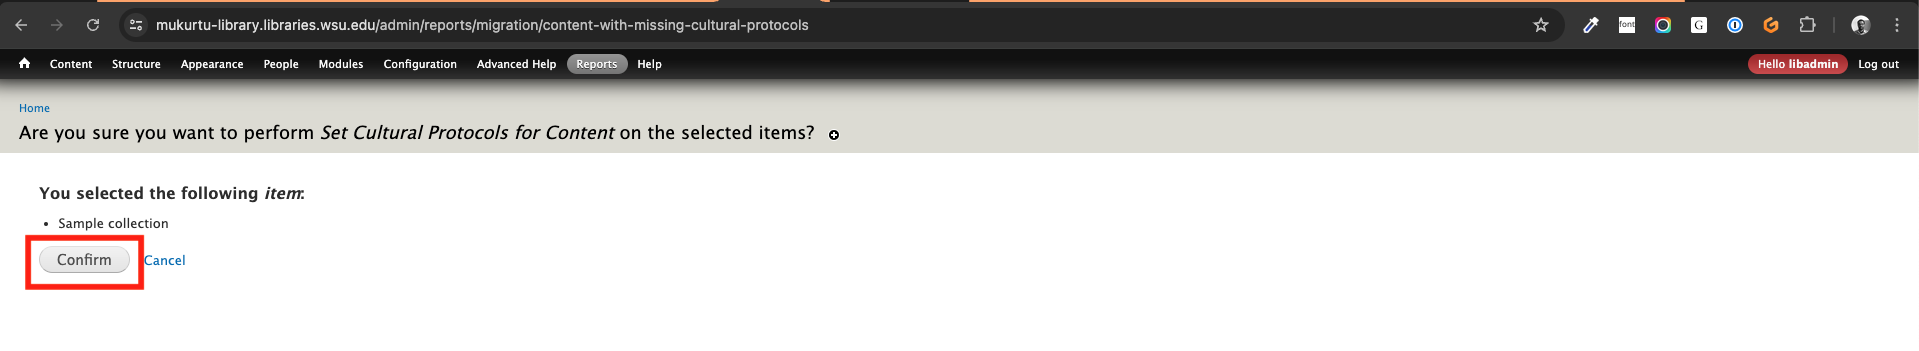 mukurtu-library.libraries.wsu.edu/admin/reports/migration/content-with-missing-cultural-protocols
font
G
Content Structure Appearance People Modules Configuration Advanced Help Reports Help Hello libadmin Log out
Home
Are you sure you want to perform Set Cultural Protocols for Content on the selected items?
You selected the following item:
• Sample collection
Confirm Cancel